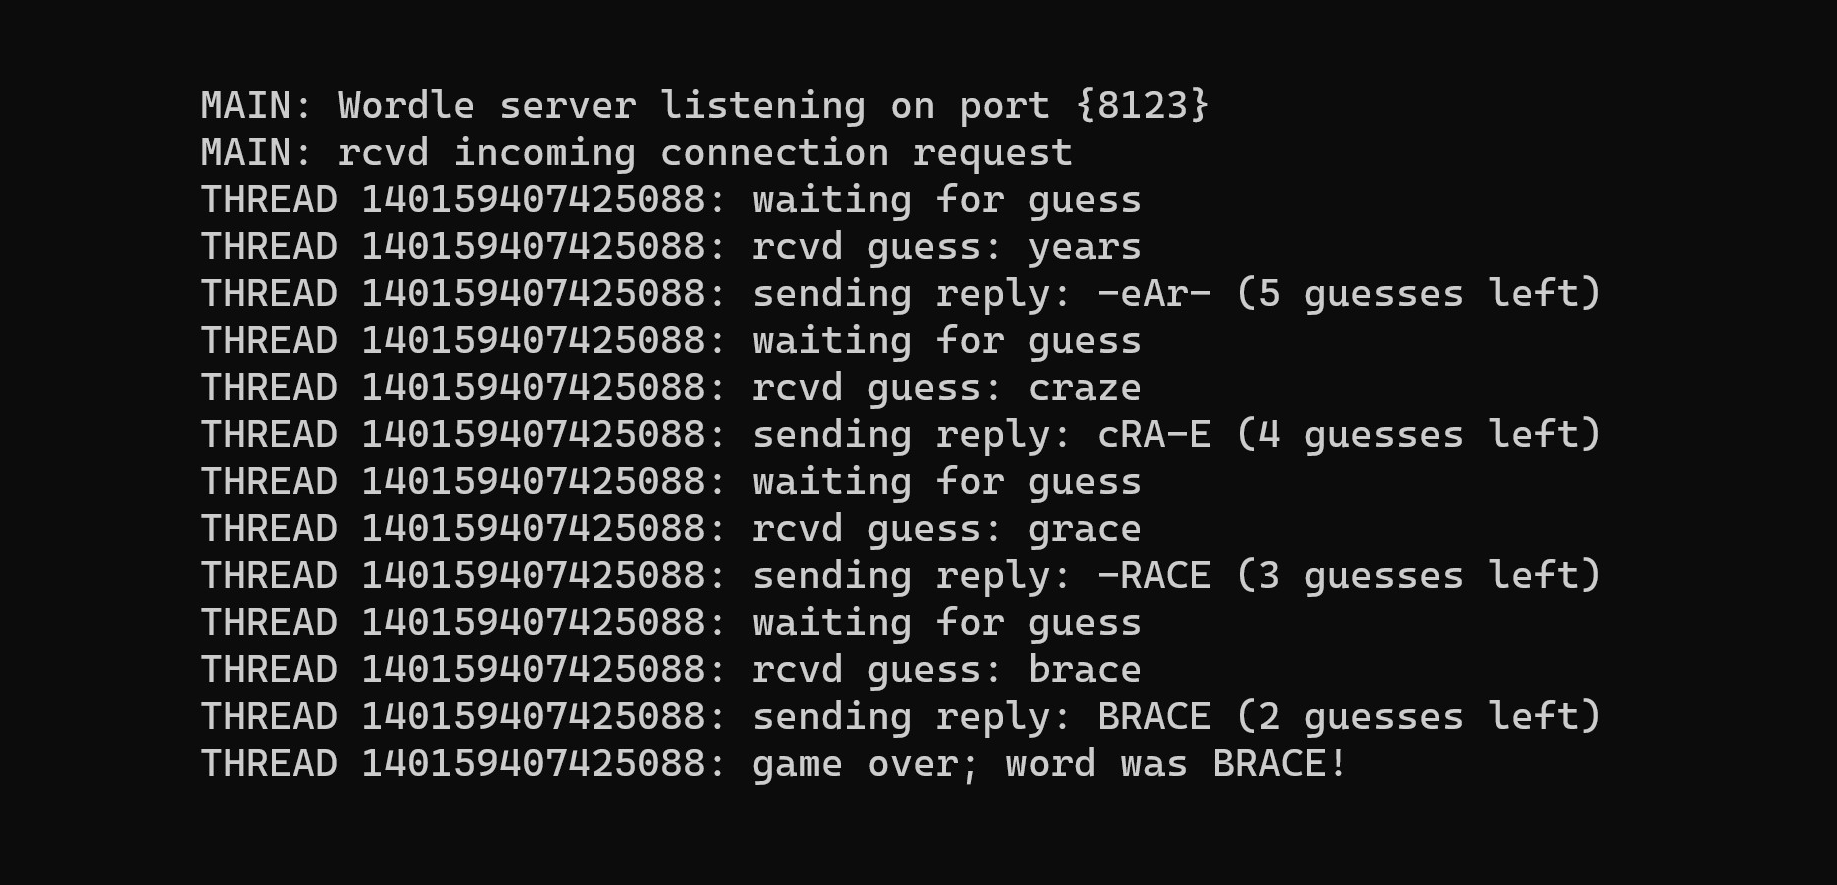 MAIN: Wordle server listening on port {8123}
MAIN: rcvd incoming connection request
THREAD 140159407425088: waiting for guess
THREAD 140159407425088: rcvd guess: years
THREAD 140159407425088: sending reply: -eAr- (5 guesses left)
THREAD 140159407425088: waiting for guess
THREAD 140159407425088: rcvd guess: craze
THREAD 140159407425088: sending reply: cRA-E (4 guesses left)
THREAD 140159407425088: waiting for guess
THREAD 140159407425088: rcvd guess: grace
THREAD 140159407425088: sending reply: -RACE (3 guesses left)
THREAD 140159407425088: waiting for guess
THREAD 140159407425088: rcvd guess: brace
THREAD 140159407425088: sending reply: BRACE (2 guesses left)
THREAD 140159407425088: game over; word was BRACE!